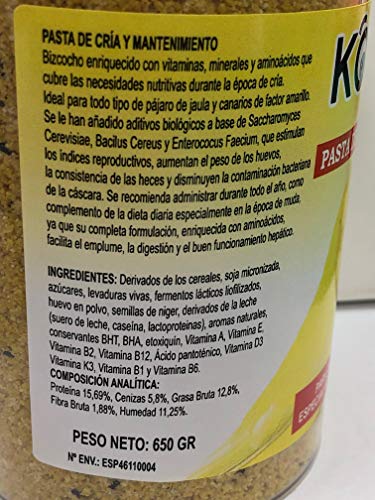 PASTA DE CRÍA Y MANTENIMIENTO
Bizcocho enriquecido con vitaminas, minerales y aminoácidos que
cubre las necesidades nutritivas durante la época de cría.
Ideal para todo tipo de pájaro de jaula y canarios de factor amarillo.
Se le han añadido aditivos biológicos a base de Saccharomyces
Cerevisiae, Bacilus Cereus y Enterococus Faecium, que estimulan
los indices reproductivos, aumentan el peso de los huevos,
la consistencia de las heces y disminuyen la contaminación bacteriana
de la cáscara. Se recomienda administrar durante todo el año, como
complemento de la dieta diaria especialmente en la época de muda,
ya que su completa formulación, enriquecida con aminoácidos,
facilita el emplume, la digestión y el buen funcionamiento hepático.
INGREDIENTES: Derivados de los cereales, soja micronizada,
azúcares, levaduras vivas, fermentos lácticos liofilizados,
huevo en polvo, semillas de niger, derivados de la leche
(suero de leche, caseína, lactoproteinas), aromas naturales,
conservantes BHT, BHA, etoxiquin, Vitamina A, Vitamina E,
Vitamina B2, Vitamina B12, Ácido pantoténico, Vitamina D3
Vitamina K3, Vitamina B1 y Vitamina B6.
COMPOSICIÓN ANALÍTICA:
Proteina 15,69%, Cenizas 5,8%, Grasa Bruta 12,8%,
Fibra Bruta 1,88%, Humedad 11,25%.
PESO NETO: 650 GR
Nº ENV.: ESP46110004
PASTA